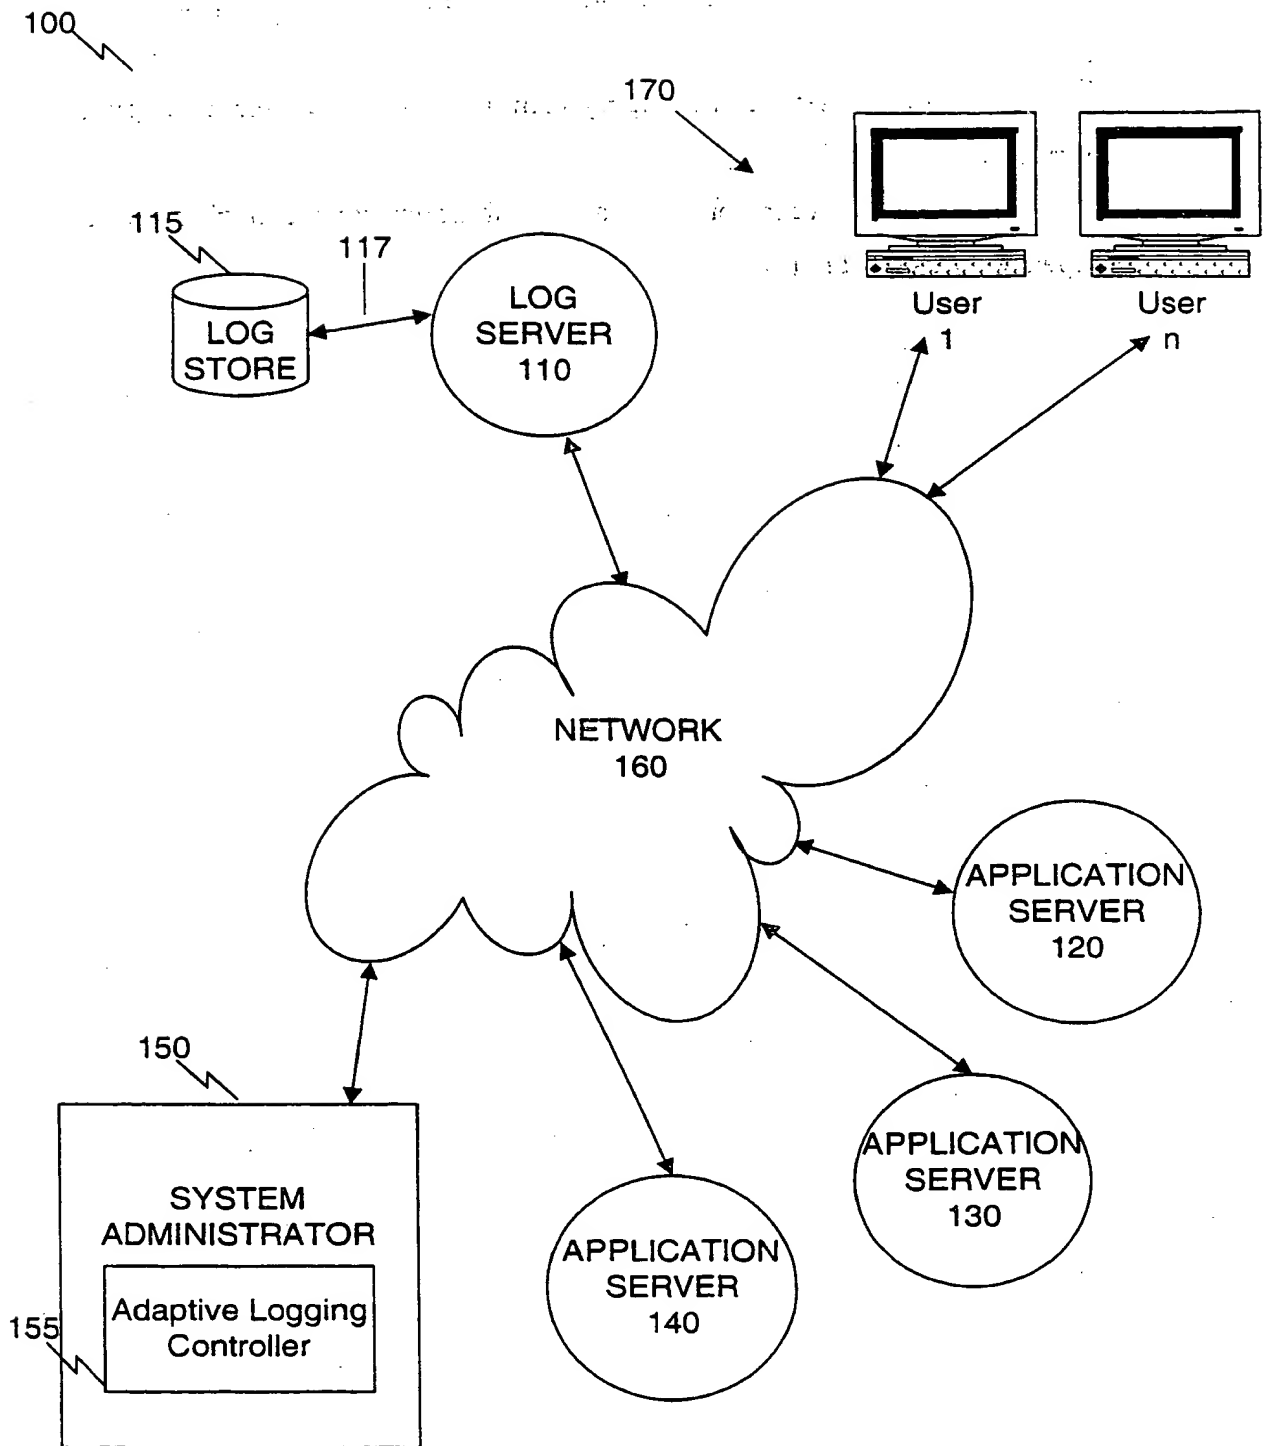 100
170
115
117
LOG
STORE
LOG
SERVER
110
User
1
User
n
NETWORK
160
APPLICATION
SERVER
120
150
APPLICATION
SERVER
130
SYSTEM
ADMINISTRATOR
APPLICATION
SERVER
140
Adaptive Logging
Controller
155